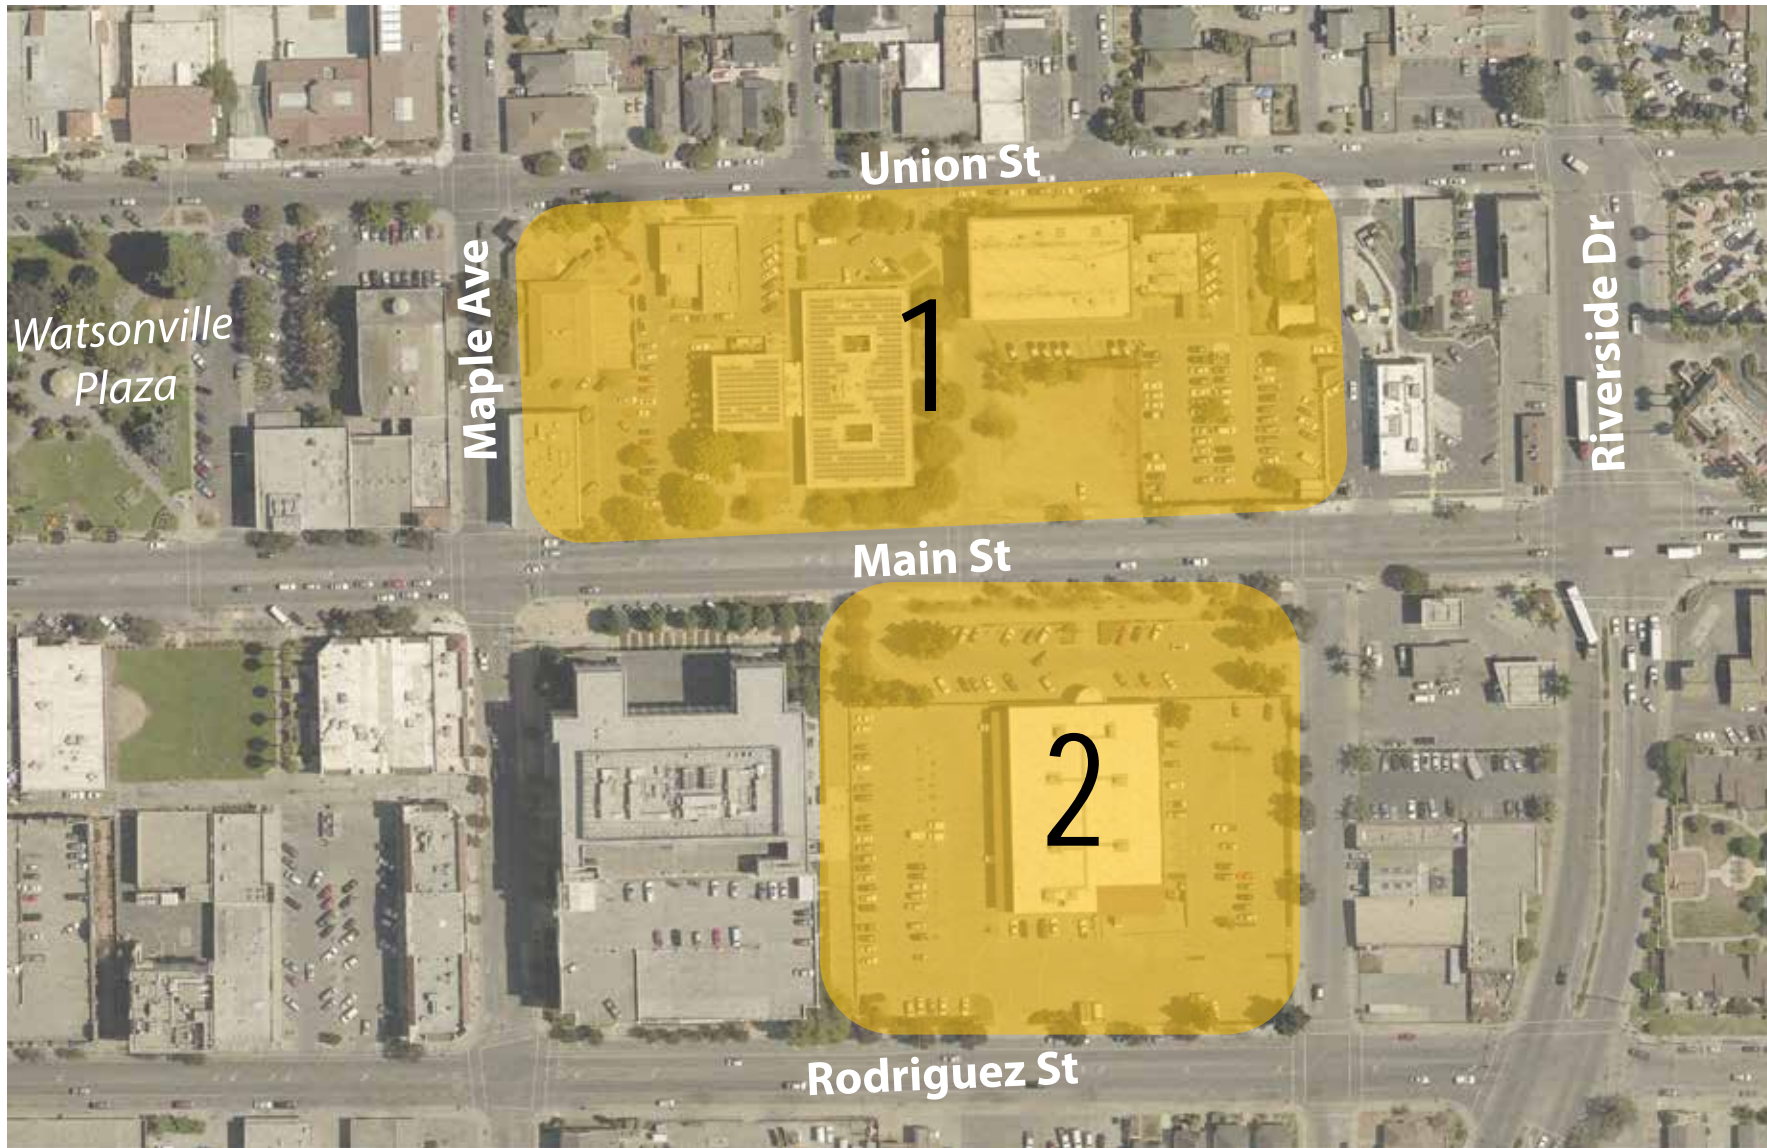 Union St
Maple Ave
Watsonville
Plaza
1
Riverside Dr
Main St
2
Rodriguez St